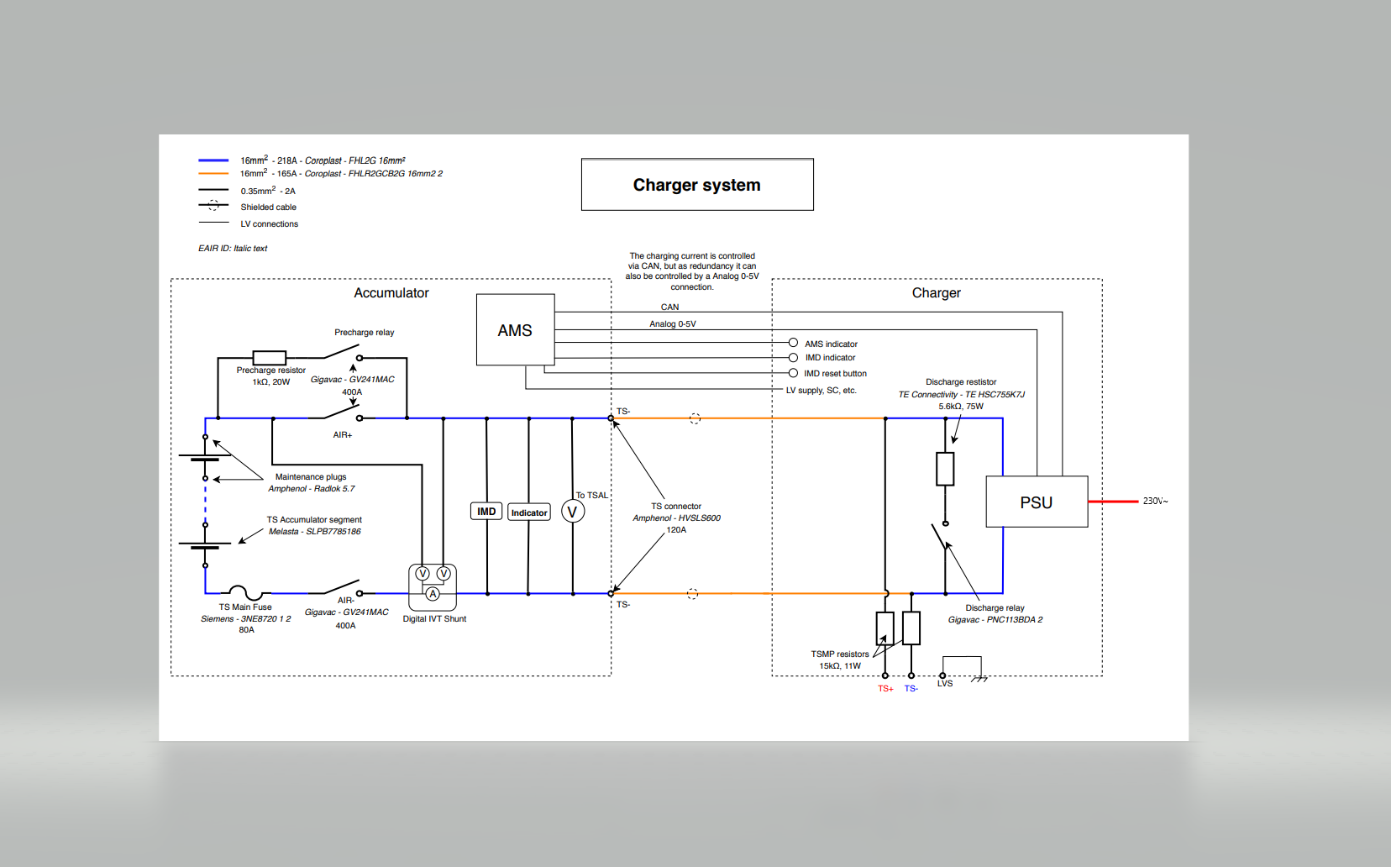 16mm² - 218A - Coroplast - FHL2G 16mm²
16mm² - 165A - Coroplast - FHLR2GCB2G 16mm2 2
0.35mm² - 2A
Shielded cable
LV connections
EAIR ID: Italic text
Charger system
The charging current is controlled
via CAN, but as redundancy it can
also be controlled by a Analog 0-5V
connection.
Accumulator
Charger
AMS
CAN
Analog 0-5V
AMS indicator
IMD indicator
IMD reset button
LV supply, SC, etc.
Precharge relay
Precharge resistor
1kΩ, 20W
Gigavac - GV241MAC
400A
AIR+
TS-
Discharge restistor
TE Connectivity - TE HSC755K7J
5.6kΩ, 75W
Maintenance plugs
Amphenol - Radlok 5.7
TS Accumulator segment
Melasta - SLPB7785186
IMD
Indicator
To TSAL
V
TS connector
Amphenol - HVSLS600
120A
PSU
230V~
V
V
A
Digital IVT Shunt
TS Main Fuse
Siemens - 3NE8720 1 2
80A
AIR-
Gigavac - GV241MAC
400A
TS-
Discharge relay
Gigavac - PNC113BDA 2
TSMP resistors
15kΩ, 11W
TS+
TS-
LVS